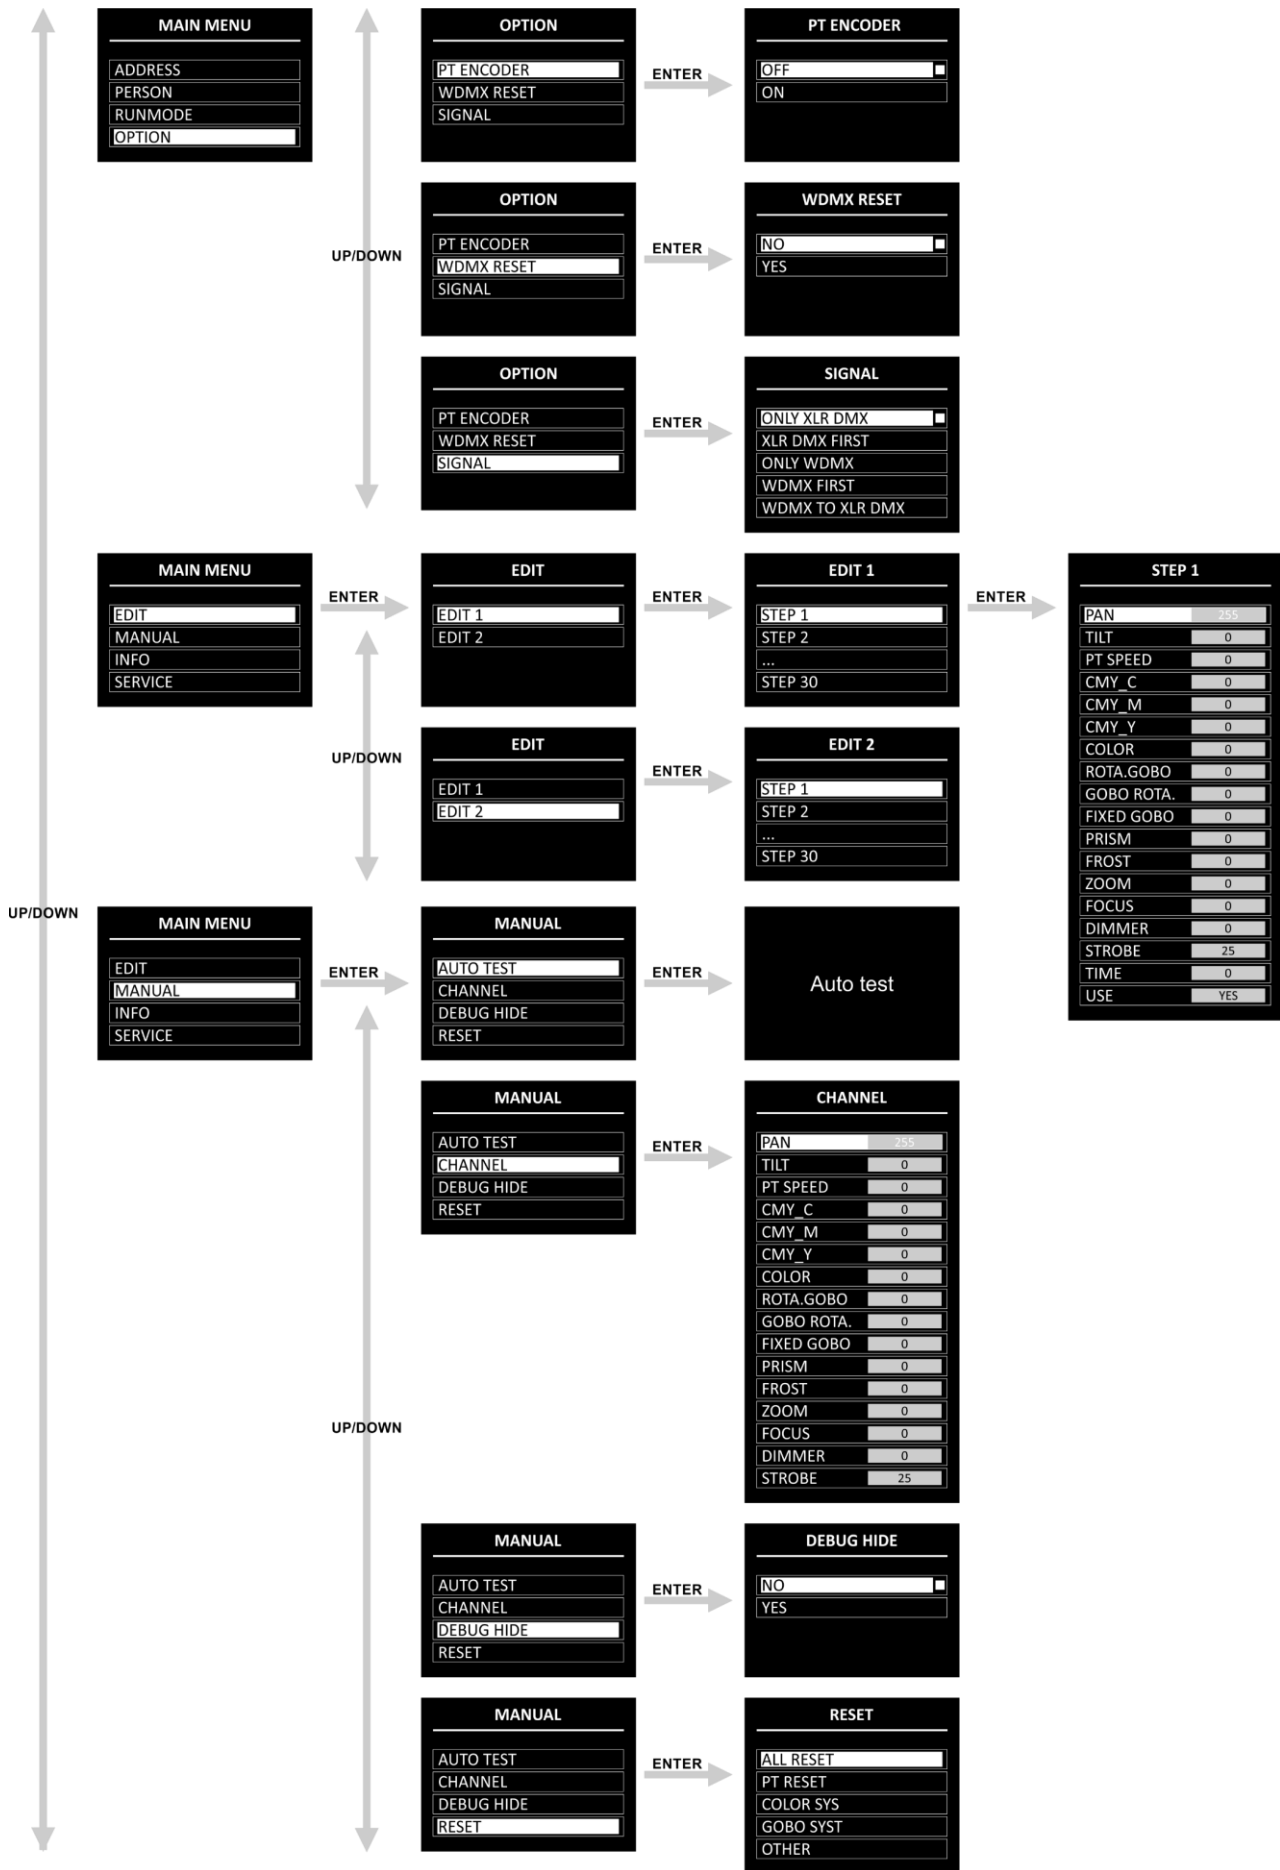 MAIN MENU
ADDRESS
PERSON
RUNMODE
OPTION
UP/DOWN
OPTION
PT ENCODER
WDMX RESET
SIGNAL
ENTER
PT ENCODER
OFF
ON
OPTION
PT ENCODER
WDMX RESET
SIGNAL
ENTER
WDMX RESET
NO
YES
OPTION
PT ENCODER
WDMX RESET
SIGNAL
ENTER
SIGNAL
ONLY XLR DMX
XLR DMX FIRST
ONLY WDMX
WDMX FIRST
WDMX TO XLR DMX
MAIN MENU
EDIT
MANUAL
INFO
SERVICE
ENTER
UP/DOWN
EDIT
EDIT 1
EDIT 2
ENTER
EDIT 1
STEP 1
STEP 2
...
STEP 30
ENTER
STEP 1
PAN 255
TILT 0
PT SPEED 0
CMY_C 0
CMY_M 0
CMY_Y 0
COLOR 0
ROTA.GOBO 0
GOBO ROTA. 0
FIXED GOBO 0
PRISM 0
FROST 0
ZOOM 0
FOCUS 0
DIMMER 0
STROBE 25
TIME 0
USE YES
EDIT
EDIT 1
EDIT 2
ENTER
EDIT 2
STEP 1
STEP 2
...
STEP 30
UP/DOWN
MAIN MENU
EDIT
MANUAL
INFO
SERVICE
ENTER
UP/DOWN
MANUAL
AUTO TEST
CHANNEL
DEBUG HIDE
RESET
ENTER
Auto test
MANUAL
AUTO TEST
CHANNEL
DEBUG HIDE
RESET
ENTER
CHANNEL
PAN 255
TILT 0
PT SPEED 0
CMY_C 0
CMY_M 0
CMY_Y 0
COLOR 0
ROTA.GOBO 0
GOBO ROTA. 0
FIXED GOBO 0
PRISM 0
FROST 0
ZOOM 0
FOCUS 0
DIMMER 0
STROBE 25
MANUAL
AUTO TEST
CHANNEL
DEBUG HIDE
RESET
ENTER
DEBUG HIDE
NO
YES
MANUAL
AUTO TEST
CHANNEL
DEBUG HIDE
RESET
ENTER
RESET
ALL RESET
PT RESET
COLOR SYS
GOBO SYST
OTHER